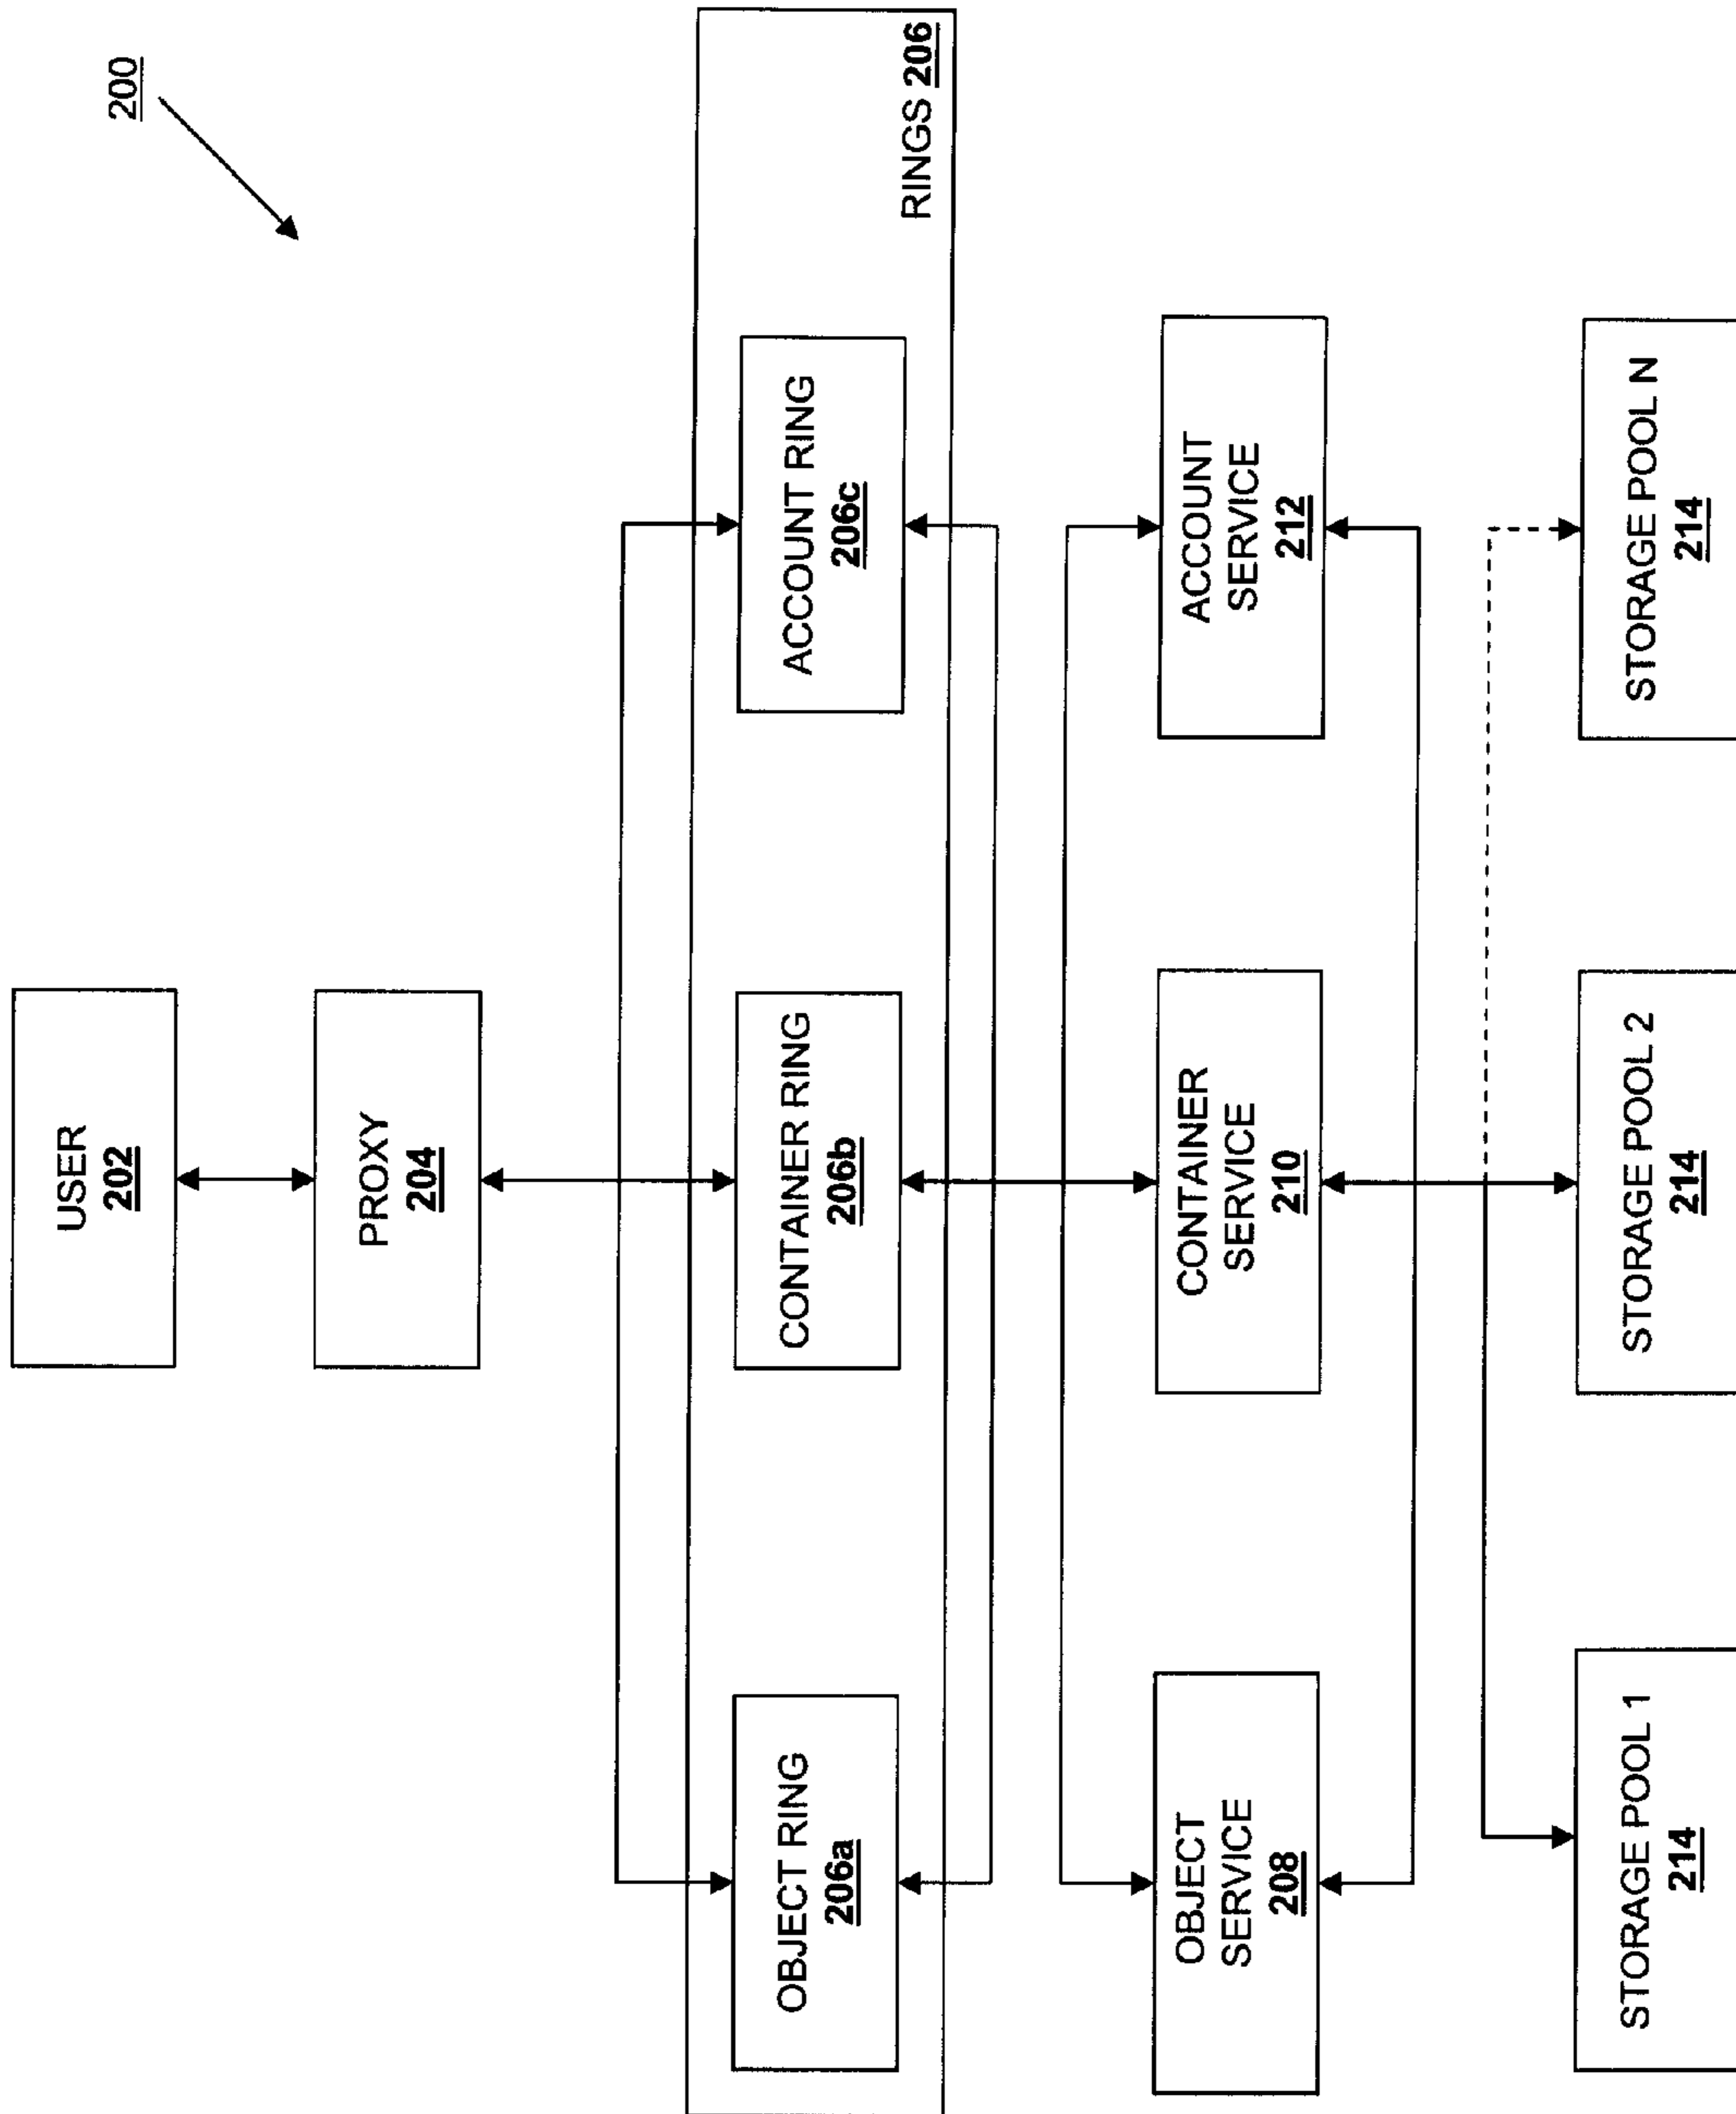 200
USER
202
PROXY
204
RINGS 206
OBJECT RING
206a
CONTAINER RING
206b
ACCOUNT RING
206c
OBJECT
SERVICE
208
CONTAINER
SERVICE
210
ACCOUNT
SERVICE
212
STORAGE POOL 1
214
STORAGE POOL 2
214
STORAGE POOL N
214